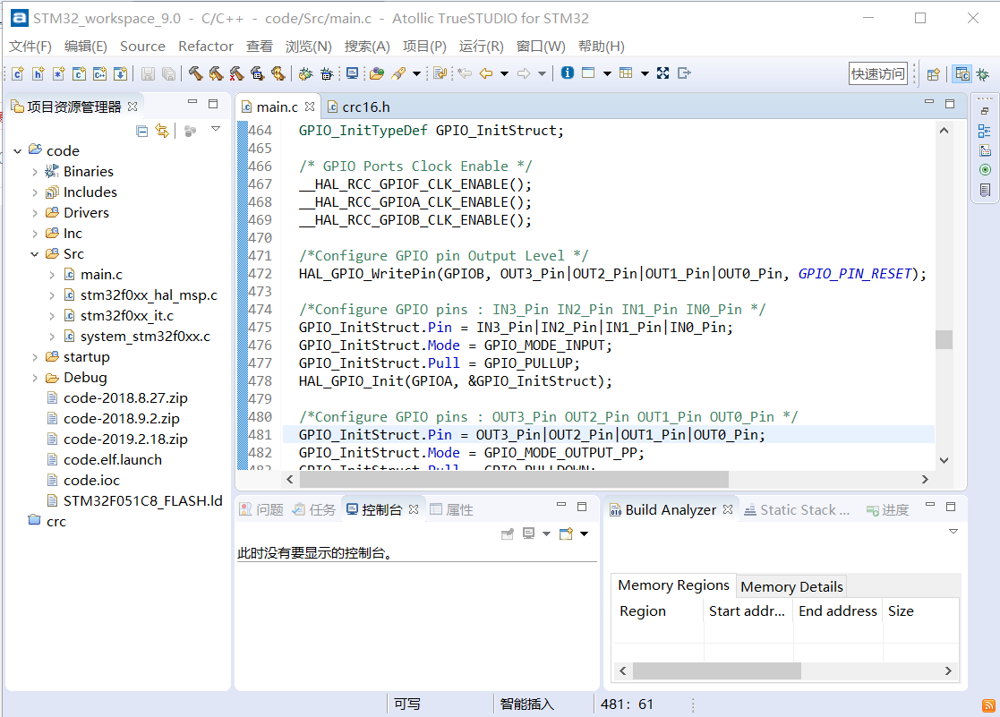 STM32_workspace_9.0 - C/C++ - code/Src/main.c - Atollic TrueSTUDIO for STM32
文件(F) 编辑(E) Source Refactor 查看 浏览(N) 搜索(A) 项目(P) 运行(R) 窗口(W) 帮助(H)
快速访问
项目资源管理器
code
Binaries
Includes
Drivers
Inc
Src
main.c
stm32f0xx_hal_msp.c
stm32f0xx_it.c
system_stm32f0xx.c
startup
Debug
code-2018.8.27.zip
code-2018.9.2.zip
code-2019.2.18.zip
code.elf.launch
code.ioc
STM32F051C8_FLASH.ld
crc
main.c crc16.h
464 GPIO_InitTypeDef GPIO_InitStruct;
465
466 /* GPIO Ports Clock Enable */
467 __HAL_RCC_GPIOF_CLK_ENABLE();
468 __HAL_RCC_GPIOA_CLK_ENABLE();
469 __HAL_RCC_GPIOB_CLK_ENABLE();
470
471 /*Configure GPIO pin Output Level */
472 HAL_GPIO_WritePin(GPIOB, OUT3_Pin|OUT2_Pin|OUT1_Pin|OUT0_Pin, GPIO_PIN_RESET);
473
474 /*Configure GPIO pins : IN3_Pin IN2_Pin IN1_Pin IN0_Pin */
475 GPIO_InitStruct.Pin = IN3_Pin|IN2_Pin|IN1_Pin|IN0_Pin;
476 GPIO_InitStruct.Mode = GPIO_MODE_INPUT;
477 GPIO_InitStruct.Pull = GPIO_PULLUP;
478 HAL_GPIO_Init(GPIOA, &GPIO_InitStruct);
479
480 /*Configure GPIO pins : OUT3_Pin OUT2_Pin OUT1_Pin OUT0_Pin */
481 GPIO_InitStruct.Pin = OUT3_Pin|OUT2_Pin|OUT1_Pin|OUT0_Pin;
482 GPIO_InitStruct.Mode = GPIO_MODE_OUTPUT_PP;
483 GPIO_InitStruct.Pull = GPIO_PULLDOWN;
问题 任务 控制台 属性
此时没有要显示的控制台。
Build Analyzer Static Stack ... 进度
Memory Regions Memory Details
Region Start addr... End address Size
可写 智能插入 481: 61